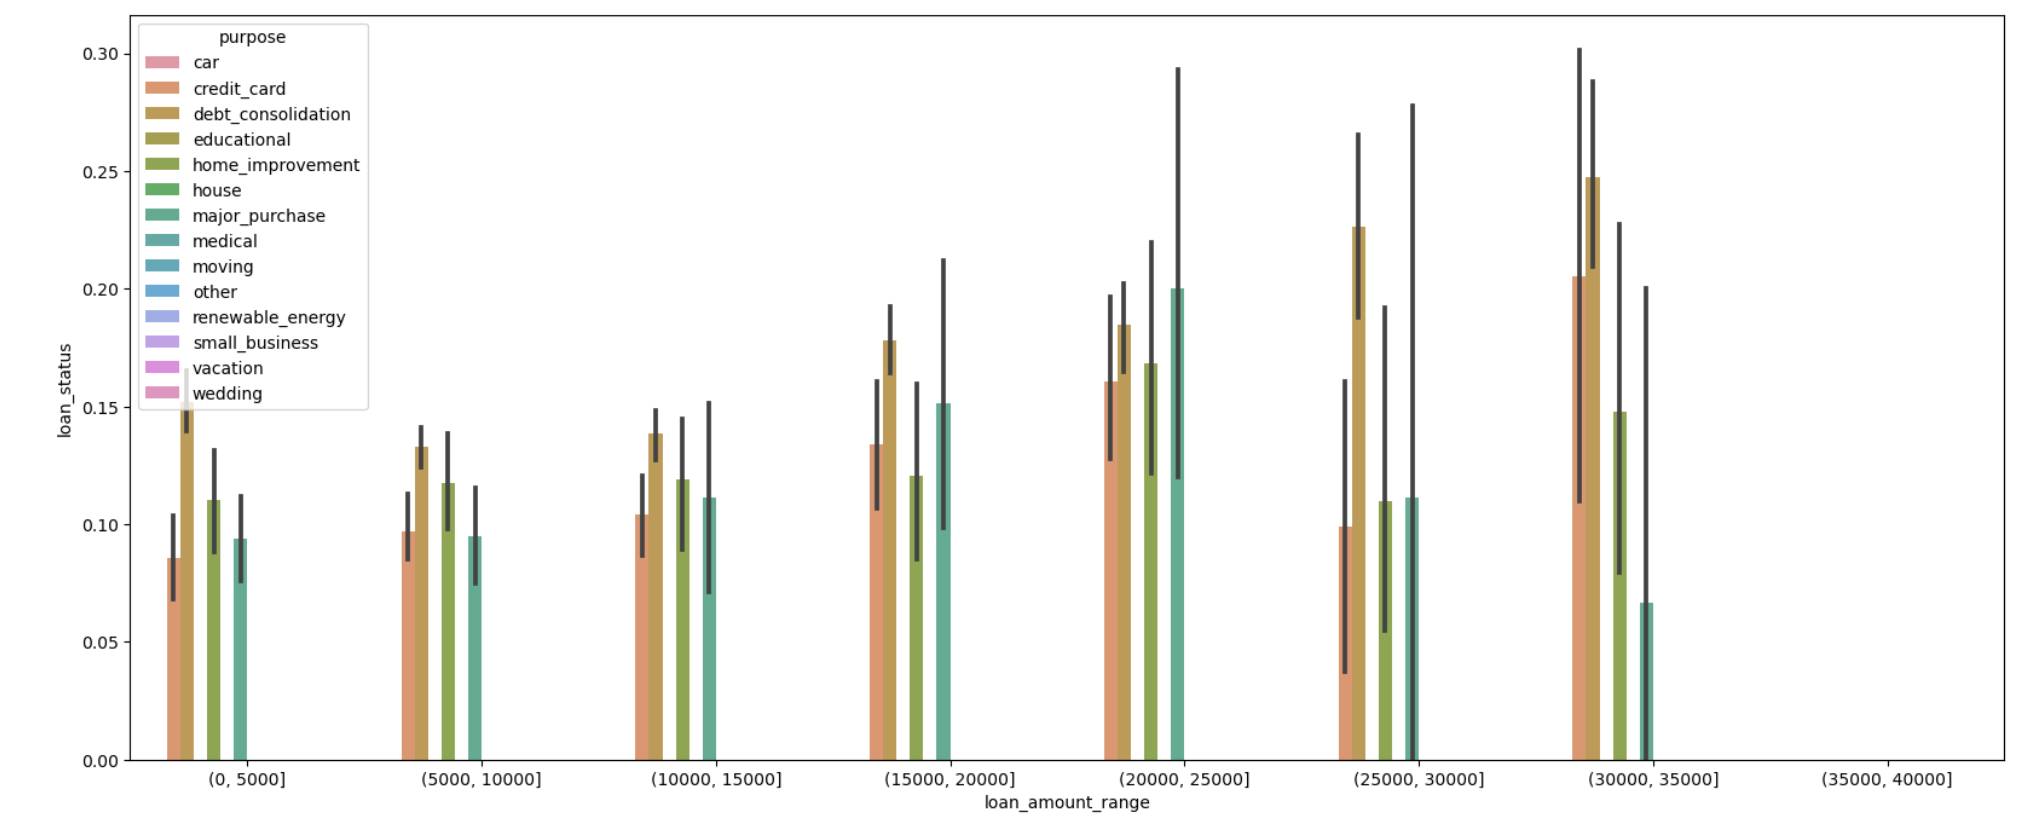 purpose
car
credit_card
debt_consolidation
educational
home_improvement
house
major_purchase
medical
moving
other
renewable_energy
small_business
vacation
wedding
0.30
0.25
0.20
0.15
0.10
0.05
0.00
loan_status
(0, 5000]
(5000, 10000]
(10000, 15000]
(15000, 20000]
(20000, 25000]
(25000, 30000]
(30000, 35000]
(35000, 40000]
loan_amount_range